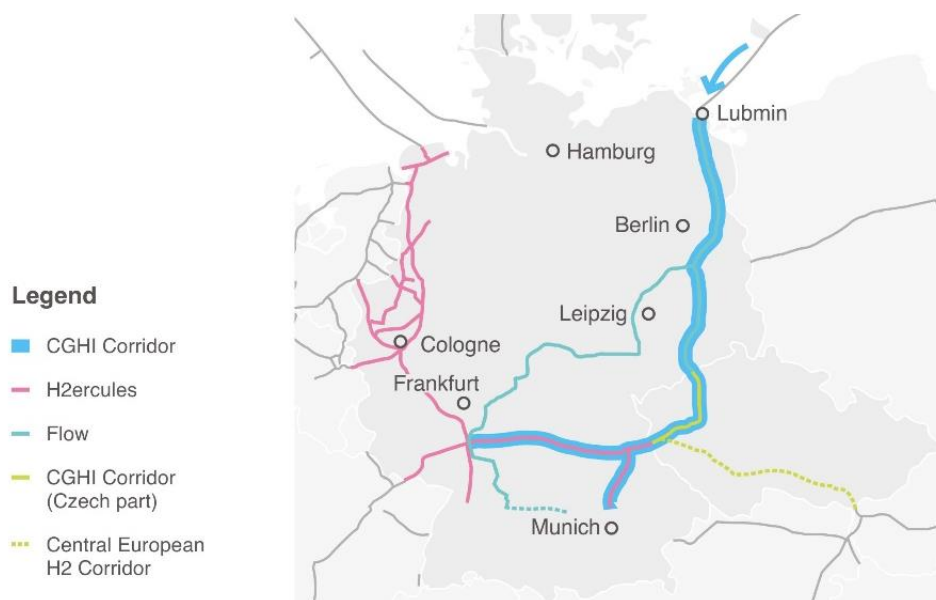 Lubmin
Hamburg
Berlin
Leipzig
Cologne
Frankfurt
Munich
Legend
CGHI Corridor
H2ercules
Flow
CGHI Corridor
(Czech part)
Central European
H2 Corridor